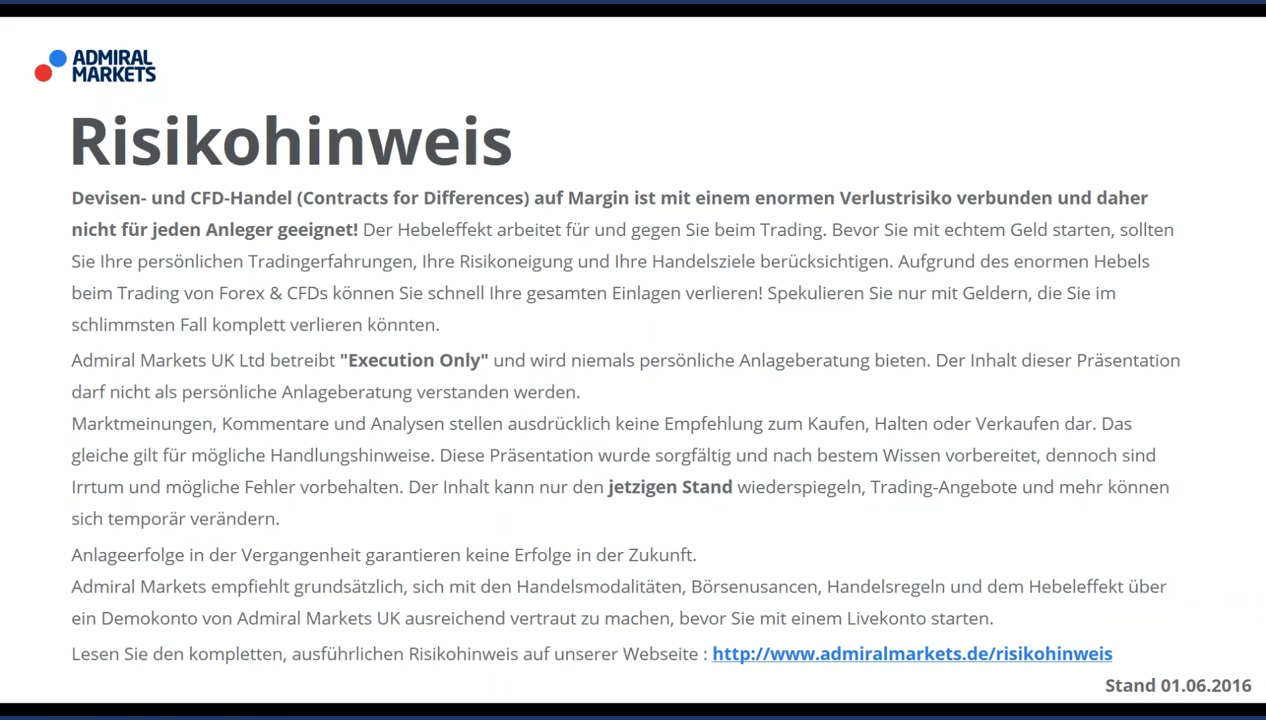 ADMIRAL
MARKETS
Risikohinweis
Devisen- und CFD-Handel (Contracts for Differences) auf Margin ist mit einem enormen Verlustrisiko verbunden und daher
nicht für jeden Anleger geeignet! Der Hebeleffekt arbeitet für und gegen Sie beim Trading. Bevor Sie mit echtem Geld starten, sollten
Sie Ihre persönlichen Tradingerfahrungen, Ihre Risikoneigung und Ihre Handelsziele berücksichtigen. Aufgrund des enormen Hebels
beim Trading von Forex & CFDs können Sie schnell Ihre gesamten Einlagen verlieren! Spekulieren Sie nur mit Geldern, die Sie im
schlimmsten Fall komplett verlieren könnten.
Admiral Markets UK Ltd betreibt "Execution Only" und wird niemals persönliche Anlageberatung bieten. Der Inhalt dieser Präsentation
darf nicht als persönliche Anlageberatung verstanden werden.
Marktmeinungen, Kommentare und Analysen stellen ausdrücklich keine Empfehlung zum Kaufen, Halten oder Verkaufen dar. Das
gleiche gilt für mögliche Handlungshinweise. Diese Präsentation wurde sorgfältig und nach bestem Wissen vorbereitet, dennoch sind
Irrtum und mögliche Fehler vorbehalten. Der Inhalt kann nur den jetzigen Stand wiederspiegeln, Trading-Angebote und mehr können
sich temporär verändern.
Anlageerfolge in der Vergangenheit garantieren keine Erfolge in der Zukunft.
Admiral Markets empfiehlt grundsätzlich, sich mit den Handelsmodalitäten, Börsenusancen, Handelsregeln und dem Hebeleffekt über
ein Demokonto von Admiral Markets UK ausreichend vertraut zu machen, bevor Sie mit einem Livekonto starten.
Lesen Sie den kompletten, ausführlichen Risikohinweis auf unserer Webseite : http://www.admiralmarkets.de/risikohinweis
Stand 01.06.2016